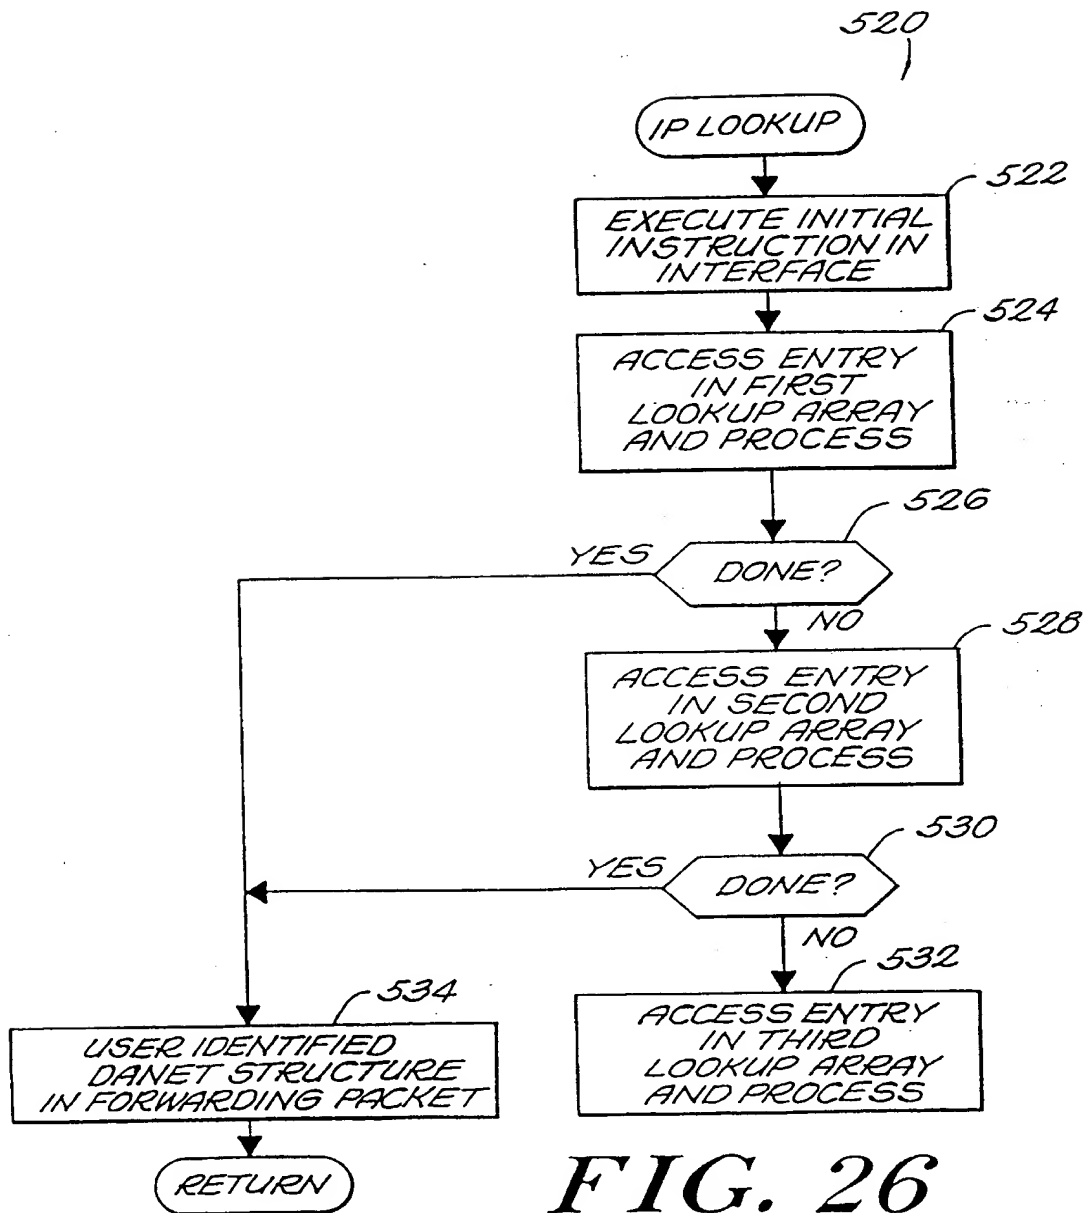 520
IP LOOKUP
522
EXECUTE INITIAL
INSTRUCTION IN
INTERFACE
524
ACCESS ENTRY
IN FIRST
LOOKUP ARRAY
AND PROCESS
526
YES
DONE?
NO
528
ACCESS ENTRY
IN SECOND
LOOKUP ARRAY
AND PROCESS
530
YES
DONE?
NO
532
ACCESS ENTRY
IN THIRD
LOOKUP ARRAY
AND PROCESS
534
USER IDENTIFIED
DANET STRUCTURE
IN FORWARDING PACKET
RETURN
FIG. 26